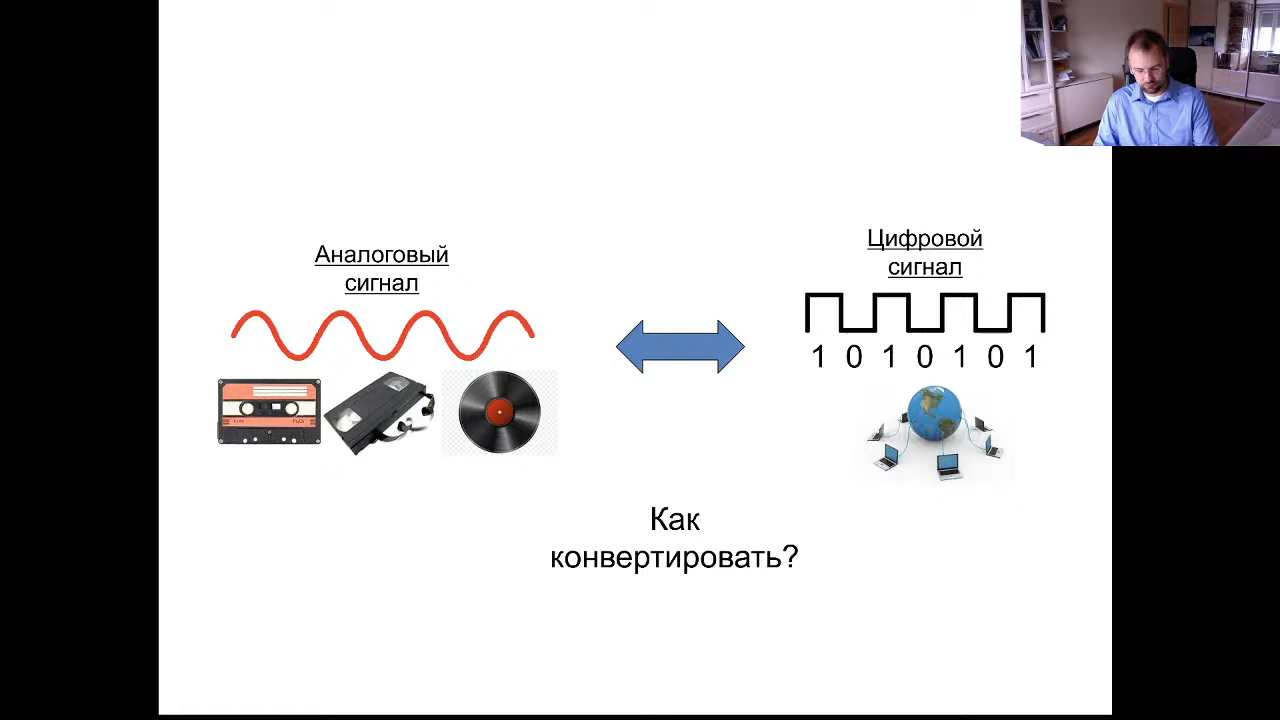 Аналоговый
сигнал
Цифровой
сигнал
1 0 1 0 1 0 1
Как
конвертировать?